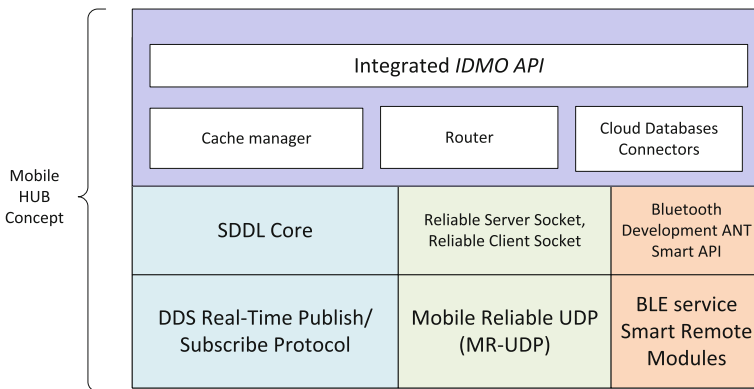 Integrated IDMO API
Cache manager
Router
Cloud Databases
Connectors
Mobile
HUB
Concept
SDDL Core
Reliable Server Socket,
Reliable Client Socket
Bluetooth
Development ANT
Smart API
DDS Real-Time Publish/
Subscribe Protocol
Mobile Reliable UDP
(MR-UDP)
BLE service
Smart Remote
Modules